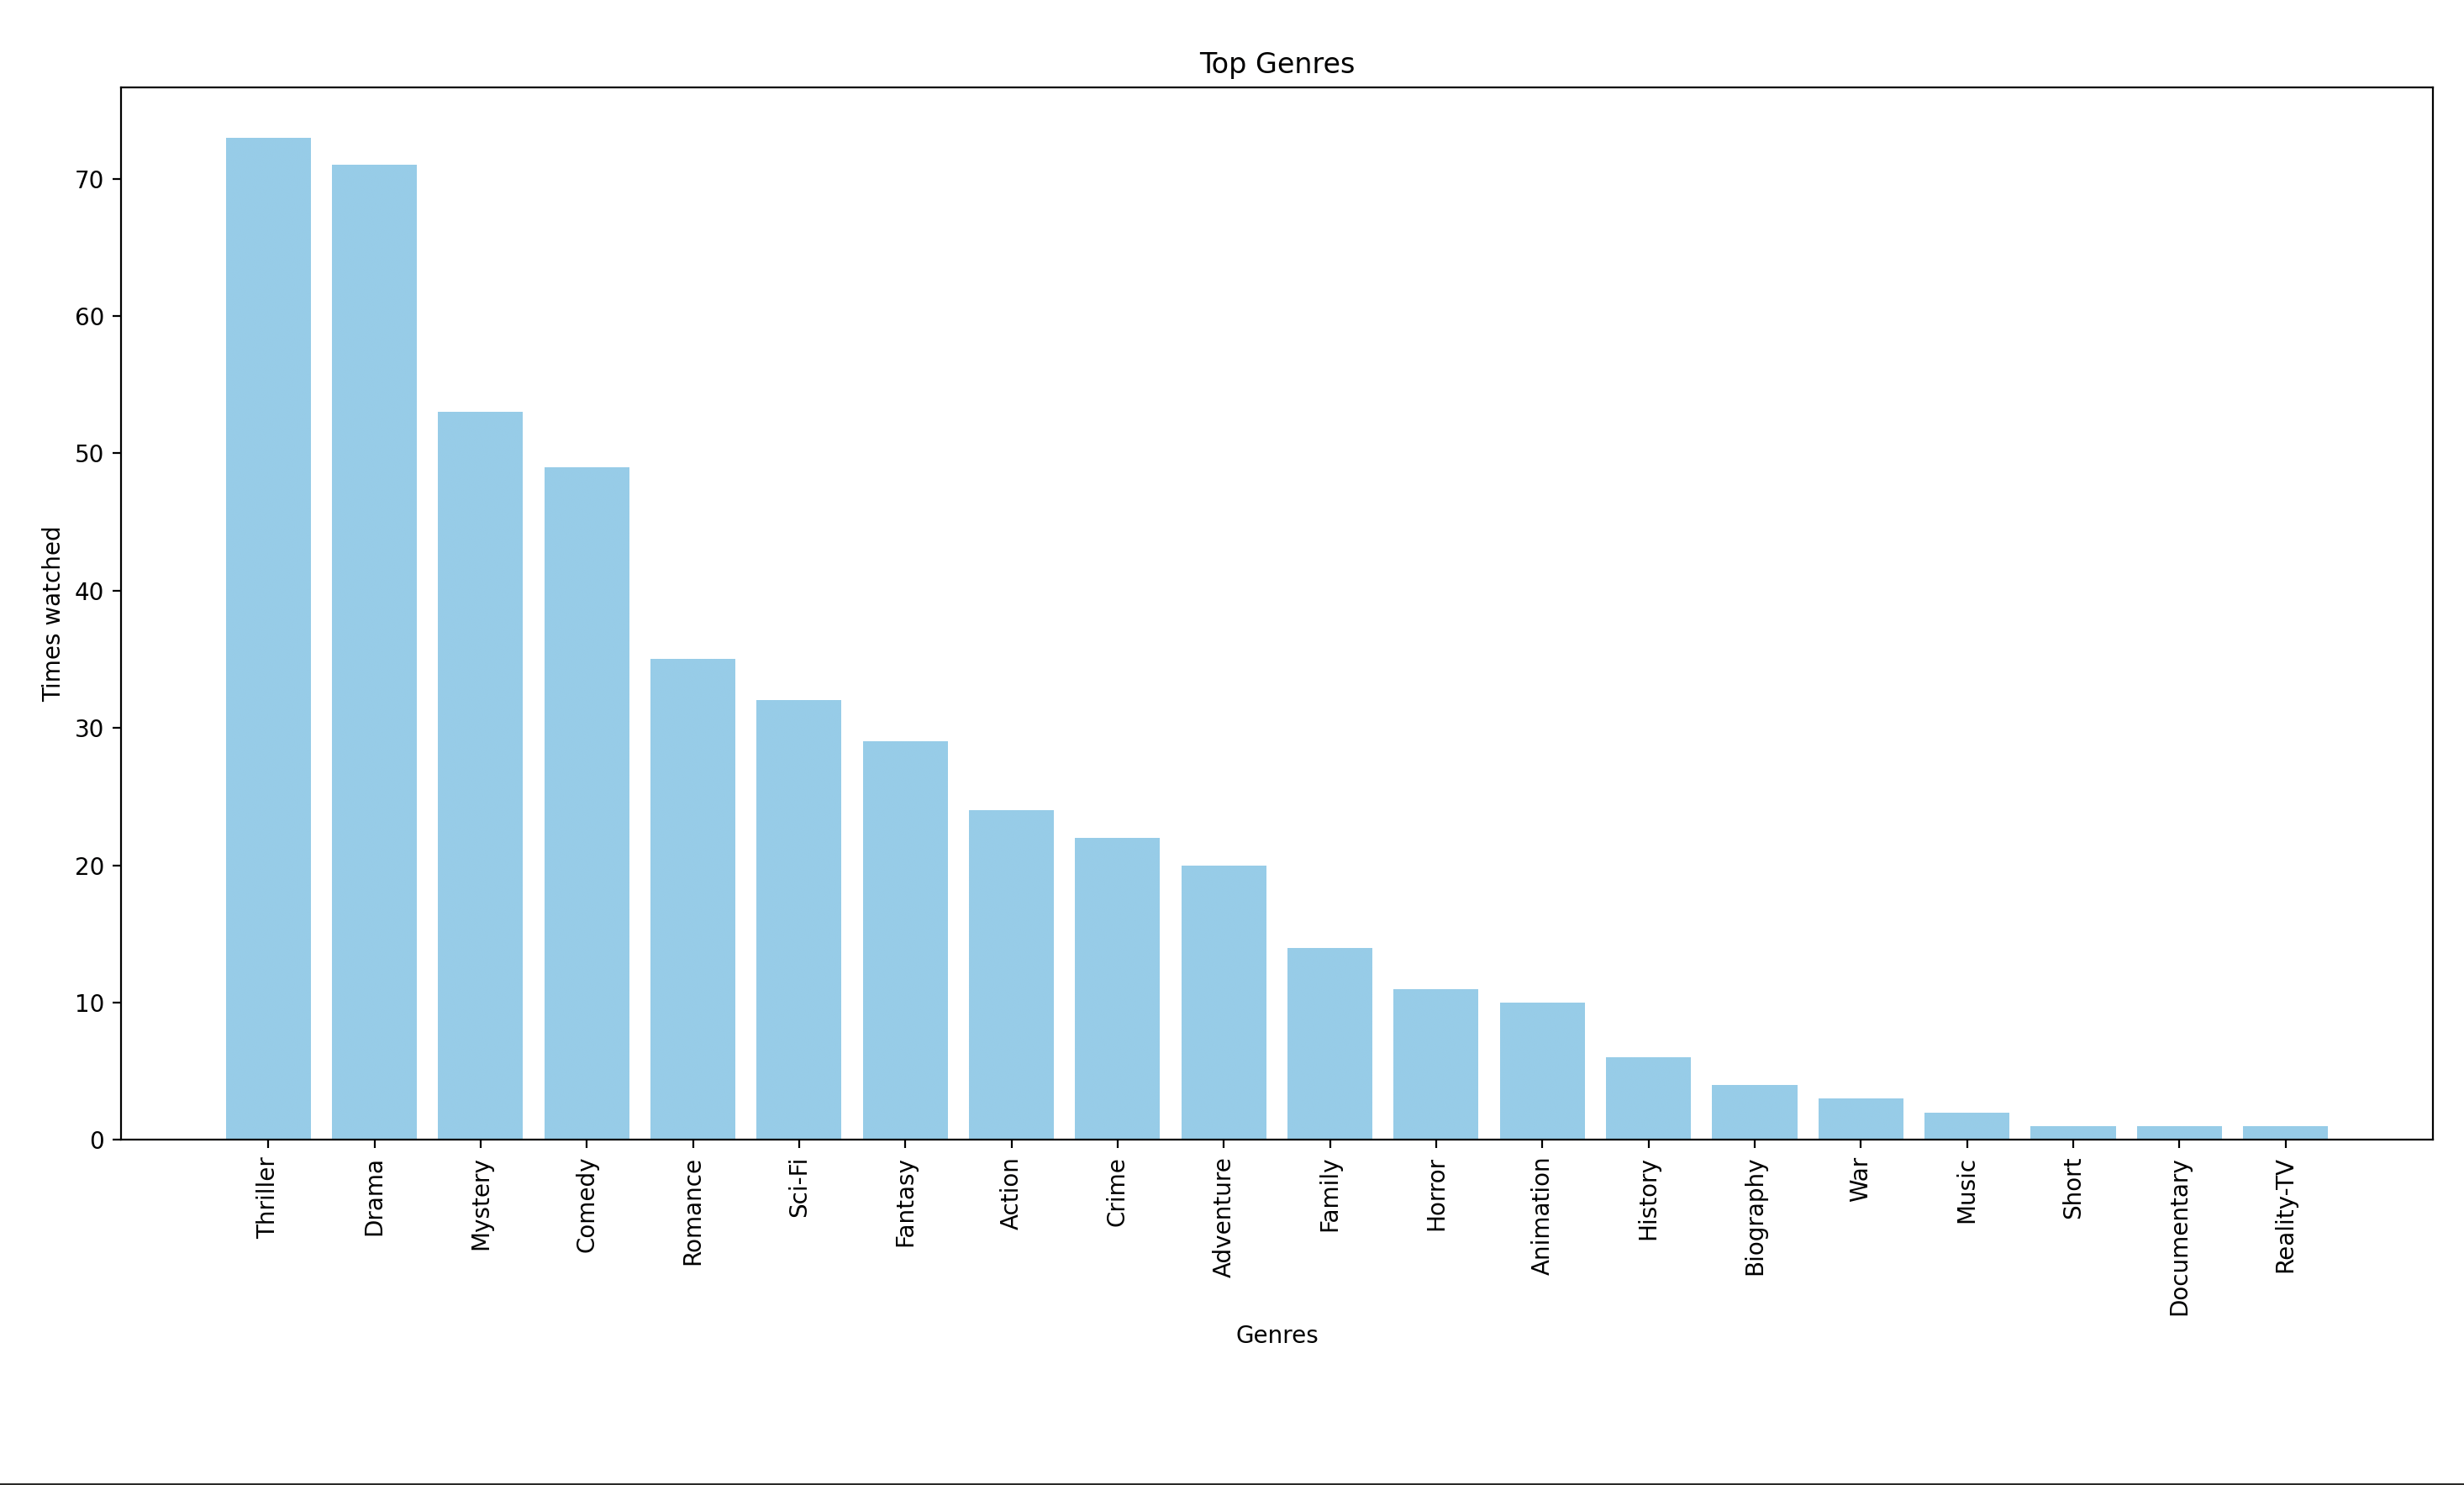 Top Genres
Times watched
70
60
50
40
30
20
10
0
Thriller
Drama
Mystery
Comedy
Romance
Sci-Fi
Fantasy
Action
Crime
Adventure
Family
Horror
Animation
History
Biography
War
Music
Short
Documentary
Reality-TV
Genres